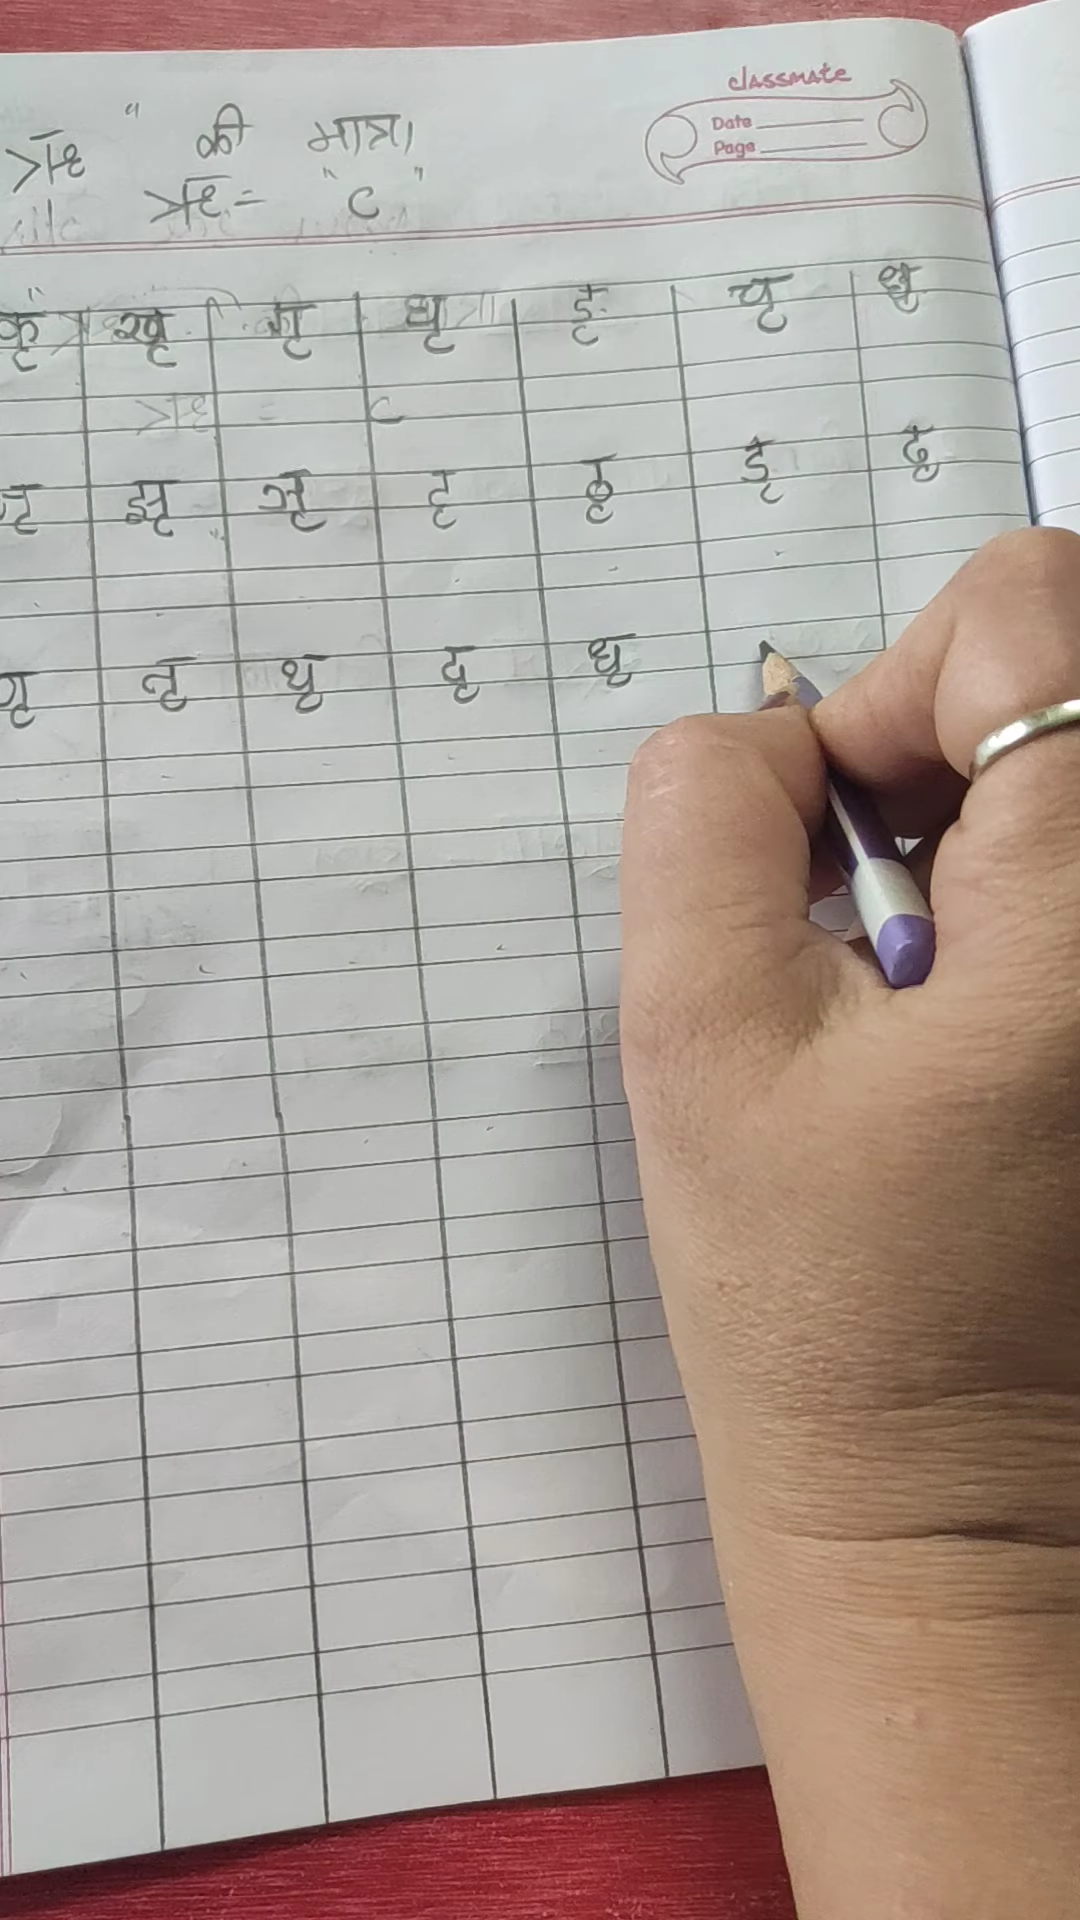 classmate
Date
Page
ऋ " की मात्रा
ऋ = " ृ "
कृ" खृ गृ घृ ङृ चृ छृ
जृ झृ ञृ टृ ठृ डृ ढृ
णृ तृ थृ दृ धृ